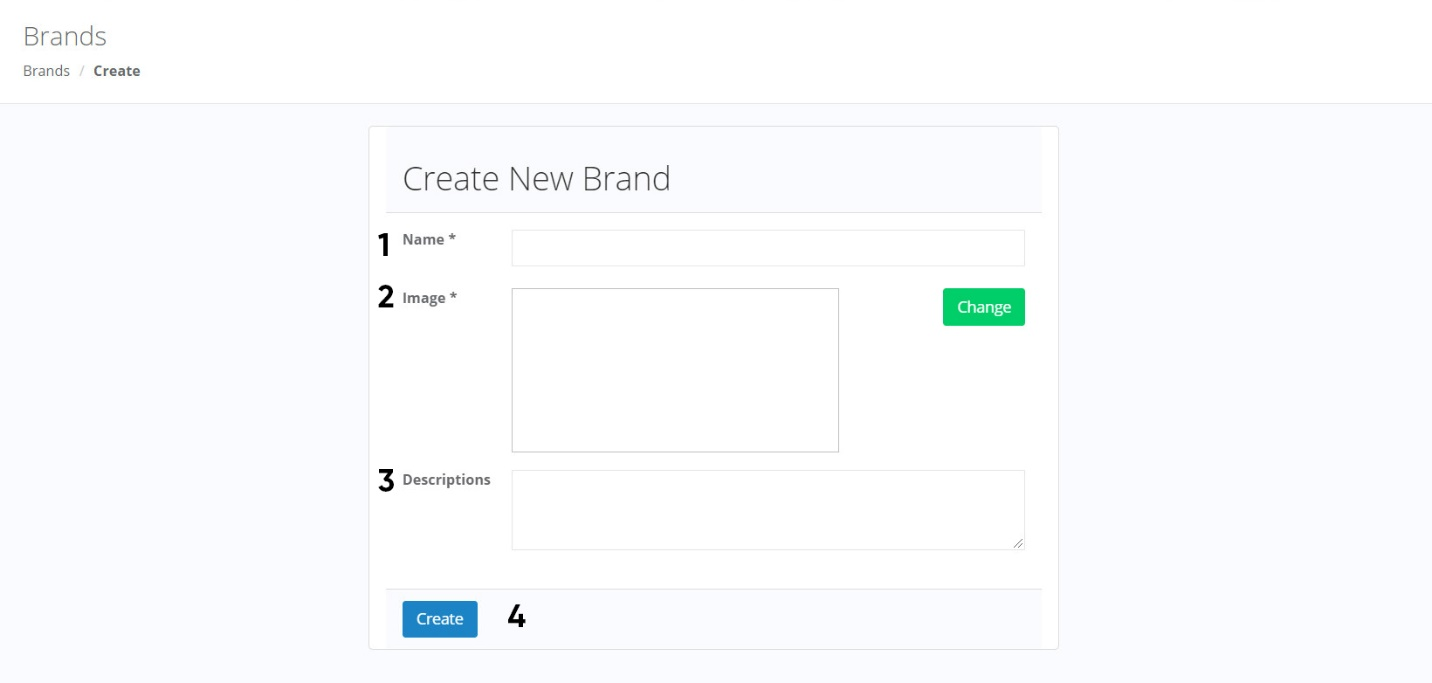 Brands
Brands / Create
Create New Brand
1 Name *
2 Image *
Change
3 Descriptions
Create 4